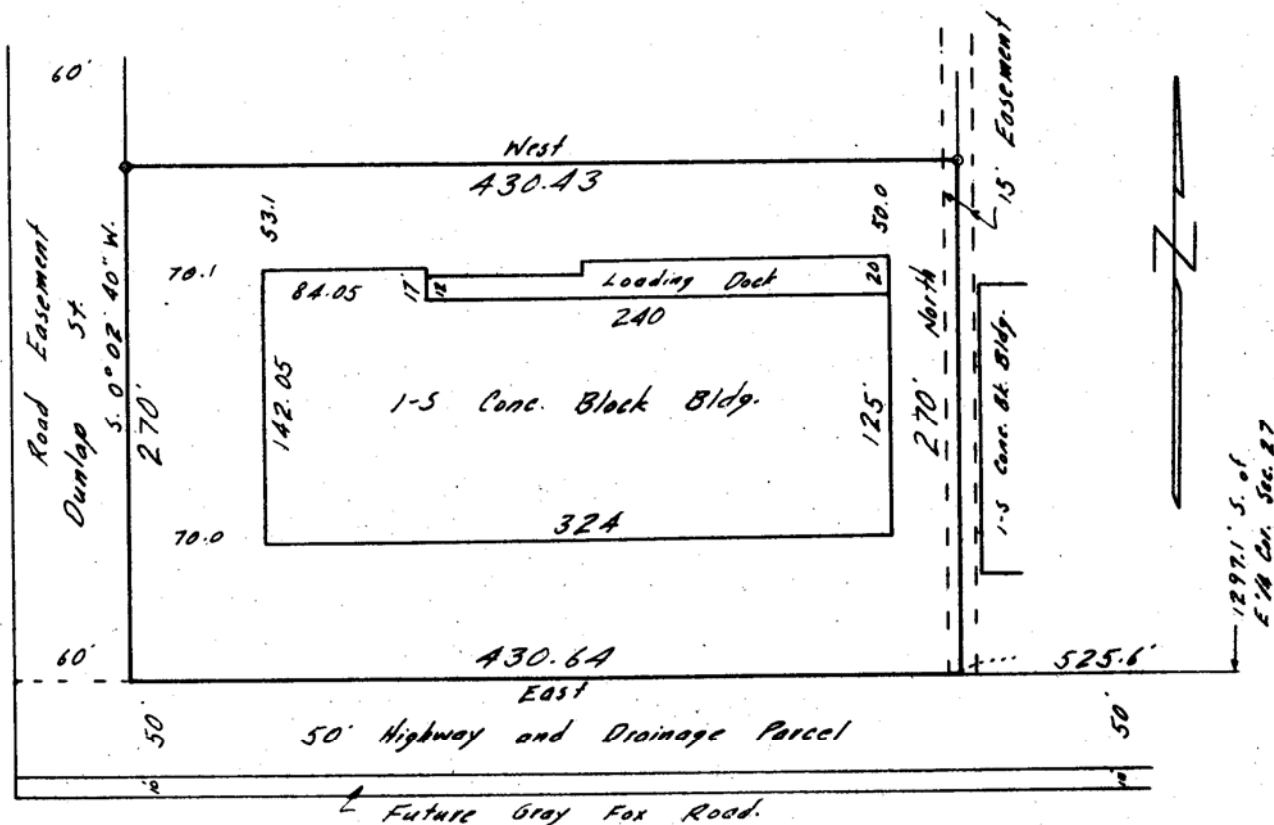 60'
West
430.43
15' Easement
53.1
50.0
Road Easement
Dunlap St.
S. 0° 02' 40" W.
270'
70.1
84.05
17'
12
Loading Dock
20
240
North
270'
142.05
1-S Conc. Block Bldg.
125'
1-S Conc. Bk. Bldg.
N
70.0
324
1297.1' S. of
E 1/4 Cor. Sec. 27
60'
430.64
525.6'
East
50'
50' Highway and Drainage Parcel
50'
10'
10'
Future Gray Fox Road.